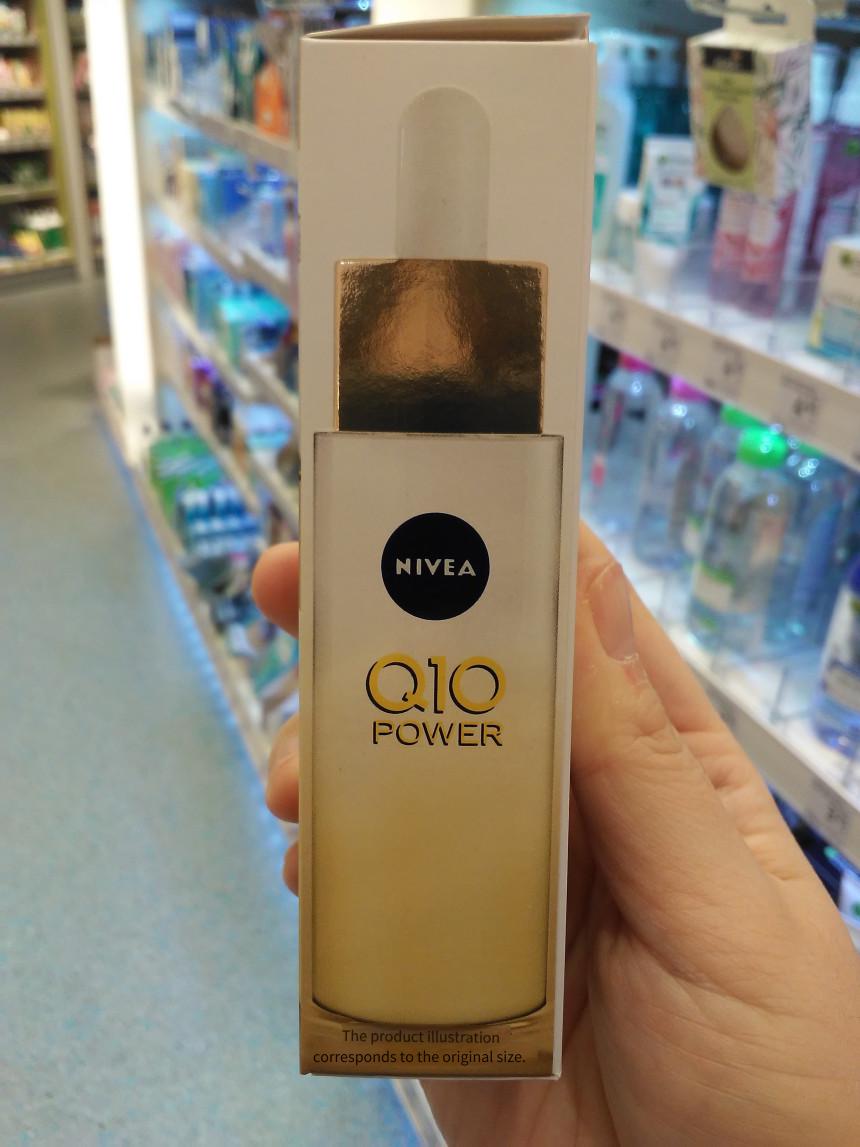 NIVEA
Q10
POWER
The product illustration
corresponds to the original size.